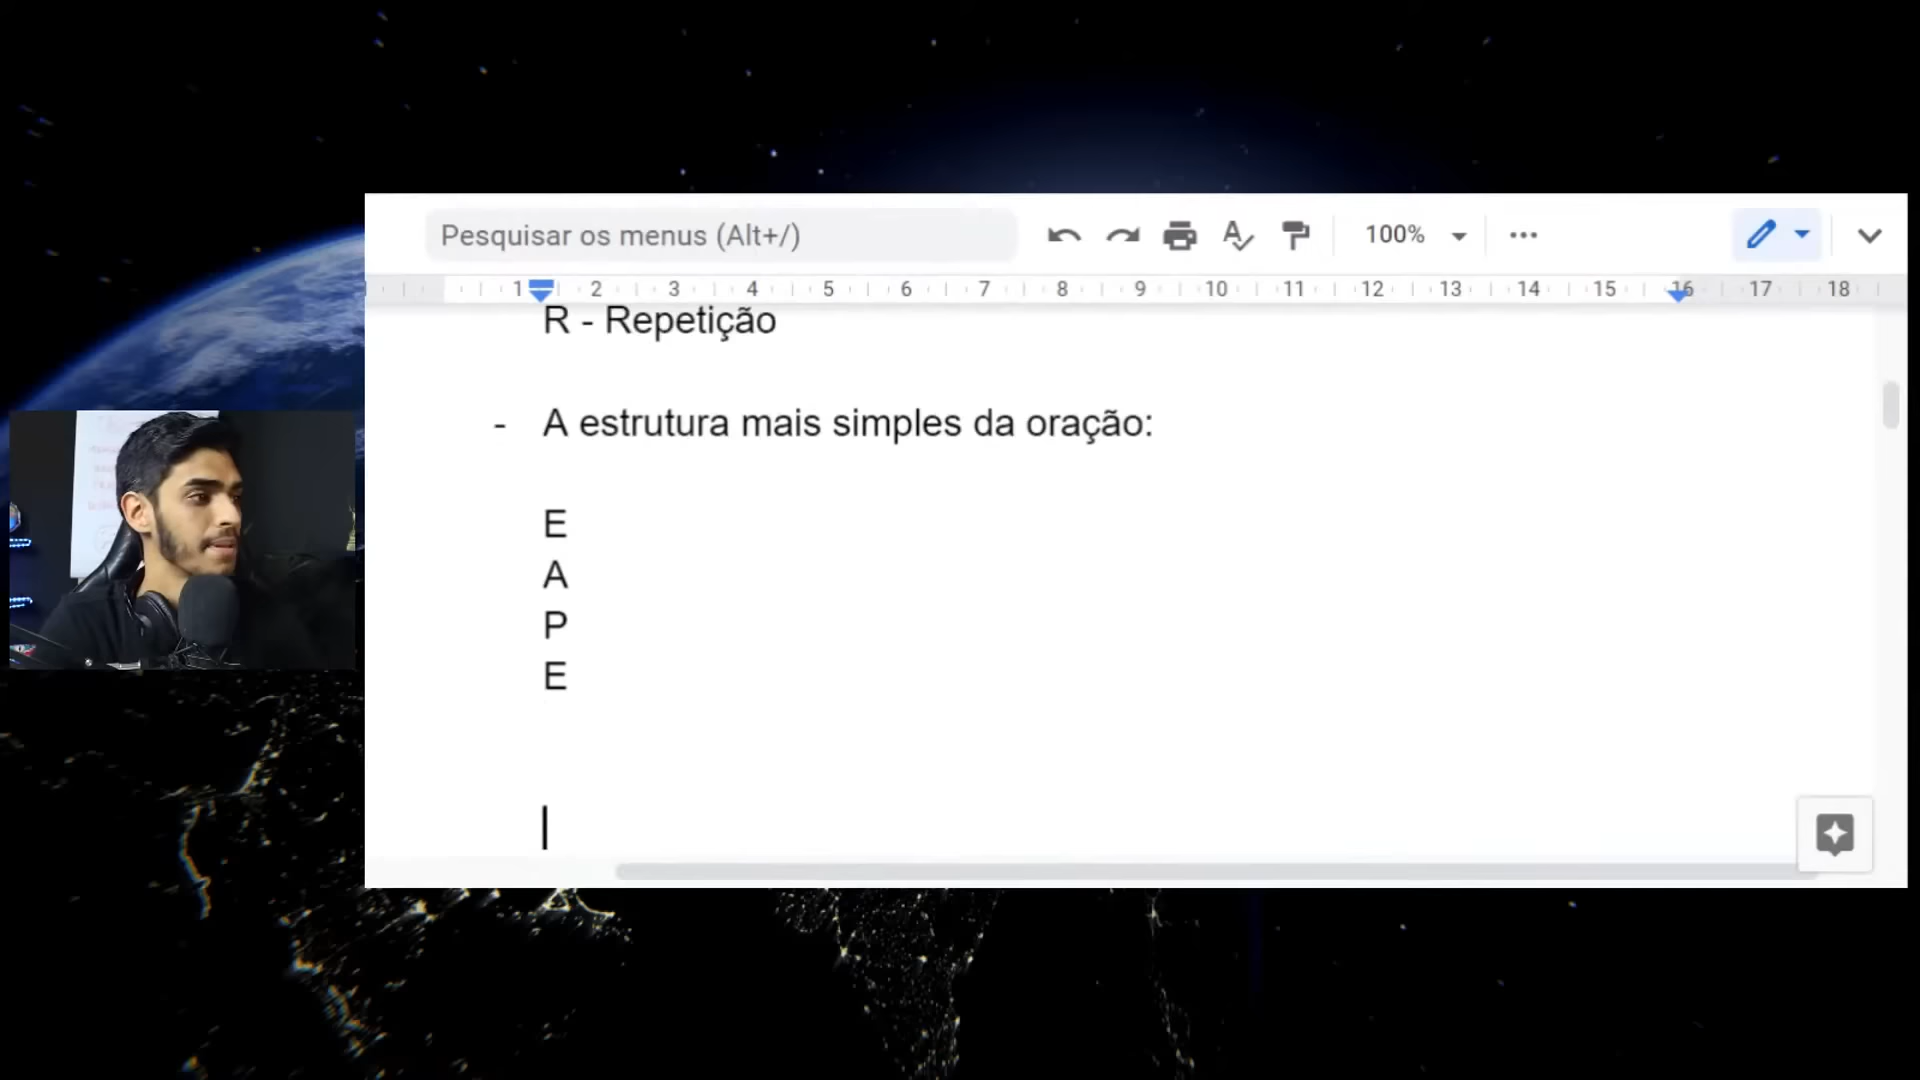 Pesquisar os menus (Alt+/)
100%
1 2 3 4 5 6 7 8 9 10 11 12 13 14 15 16 17 18
R - Repetição
- A estrutura mais simples da oração:
E
A
P
E